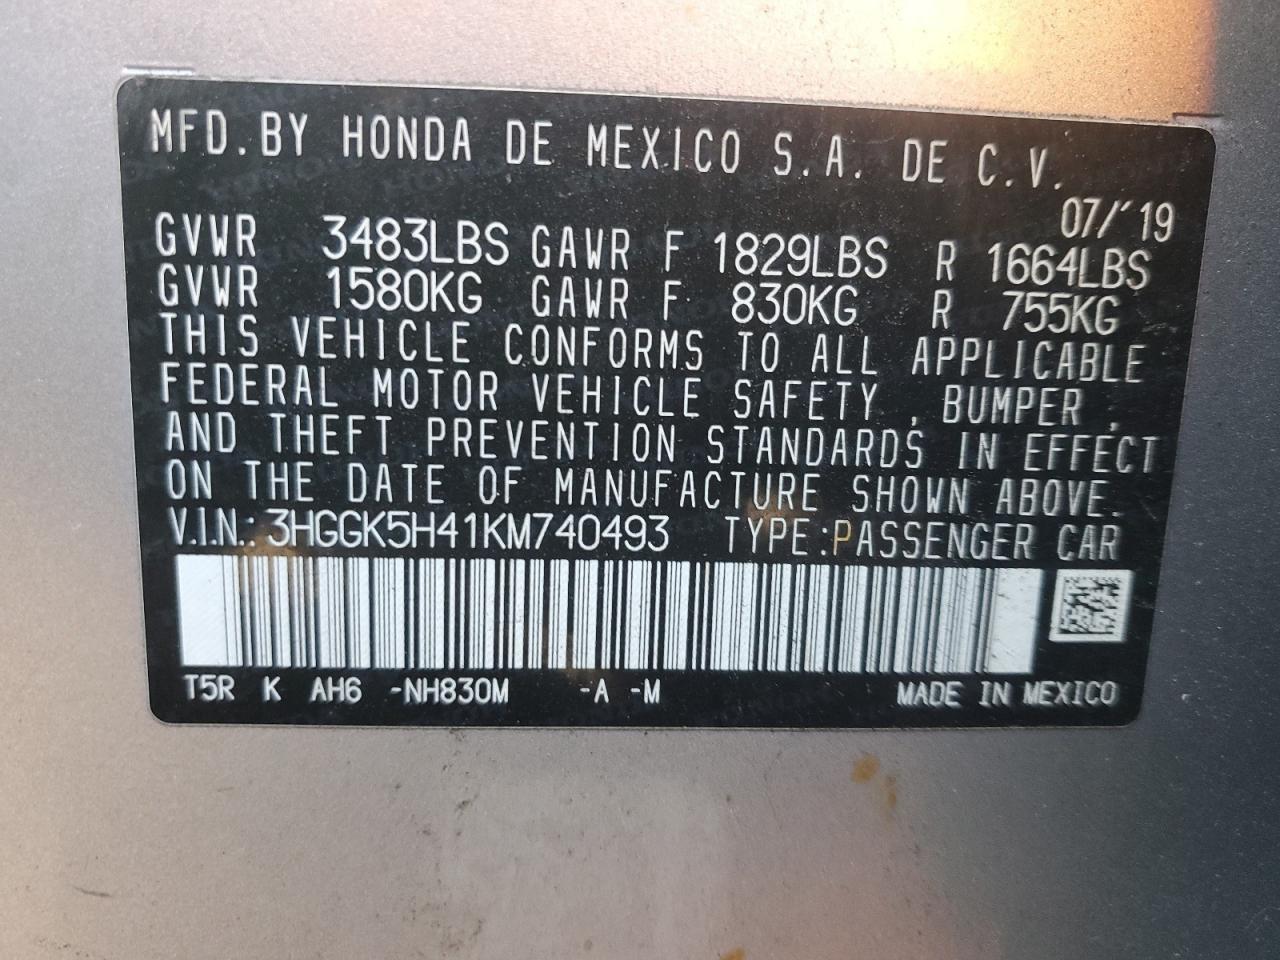 MFD.BY HONDA DE MEXICO S.A. DE C.V.
07/'19
GVWR 3483LBS GAWR F 1829LBS R 1664LBS
GVWR 1580KG GAWR F 830KG R 755KG
THIS VEHICLE CONFORMS TO ALL APPLICABLE
FEDERAL MOTOR VEHICLE SAFETY , BUMPER ,
AND THEFT PREVENTION STANDARDS IN EFFECT
ON THE DATE OF MANUFACTURE SHOWN ABOVE.
V.I.N.: 3HGGK5H41KM740493 TYPE:PASSENGER CAR
T5R K AH6 -NH830M -A -M MADE IN MEXICO